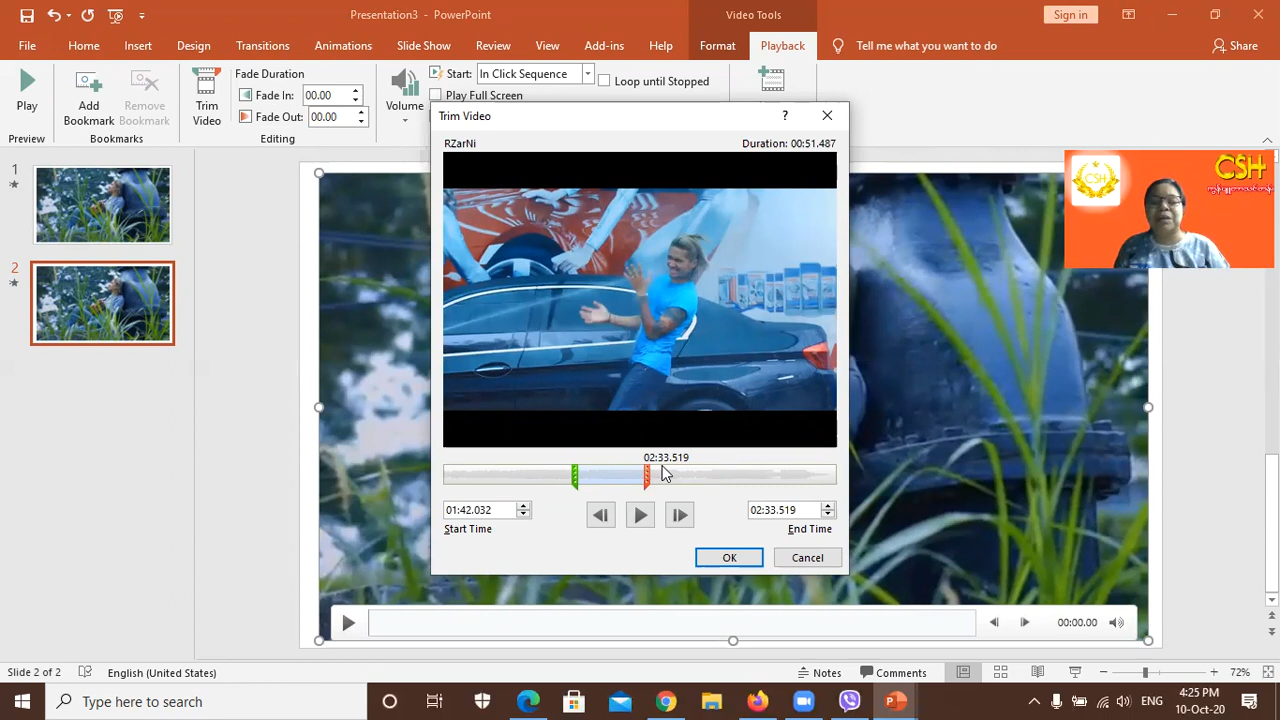 Presentation3 - PowerPoint
Video Tools
Sign in
File
Home
Insert
Design
Transitions
Animations
Slide Show
Review
View
Add-ins
Help
Format
Playback
Tell me what you want to do
Share
Play
Add Bookmark
Remove Bookmark
Trim Video
Fade Duration
Fade In: 00.00
Fade Out: 00.00
Volume
Start: In Click Sequence
Loop until Stopped
Play Full Screen
Preview
Bookmarks
Editing
Trim Video
?
RZarNi
Duration: 00:51.487
02:33.519
01:42.032
Start Time
02:33.519
End Time
OK
Cancel
1
2
CSH
CSH
00:00.00
Slide 2 of 2
English (United States)
Notes
Comments
72%
Type here to search
ENG
4:25 PM
10-Oct-20